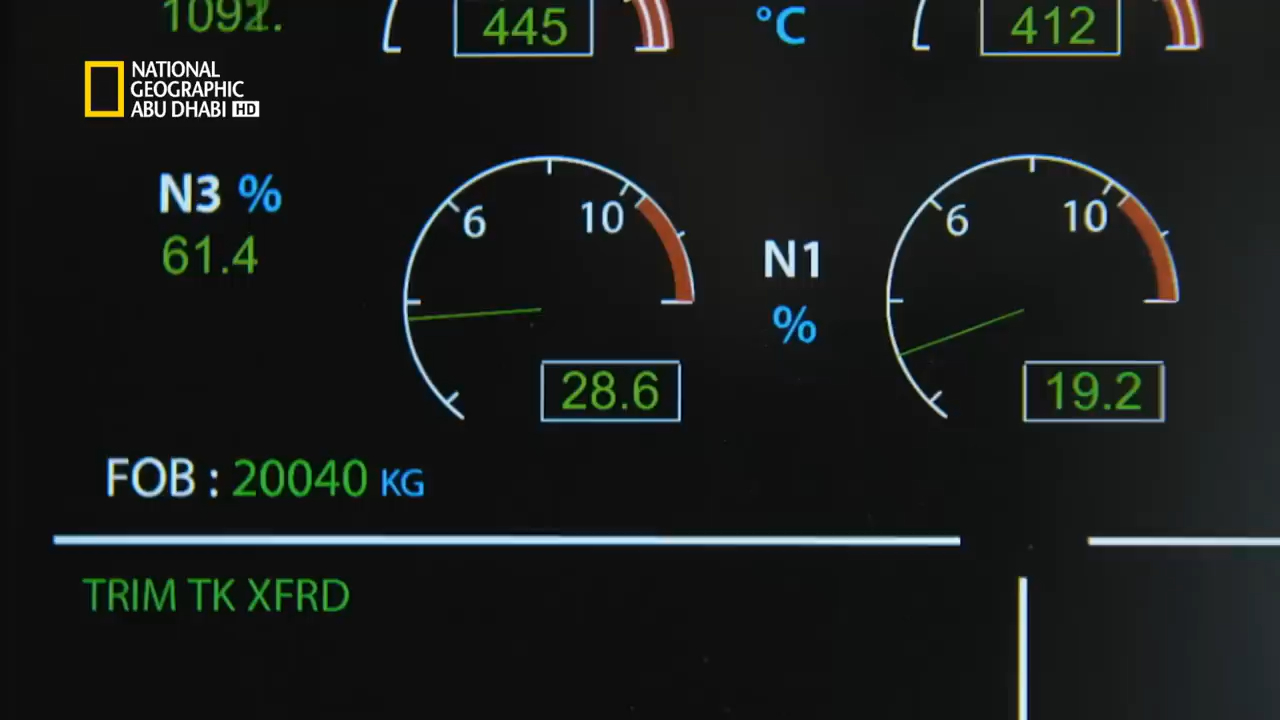 445
°C
412
NATIONAL
GEOGRAPHIC
ABU DHABI HD
N3 %
61.4
6
10
N1
%
6
10
28.6
19.2
FOB : 20040 KG
TRIM TK XFRD